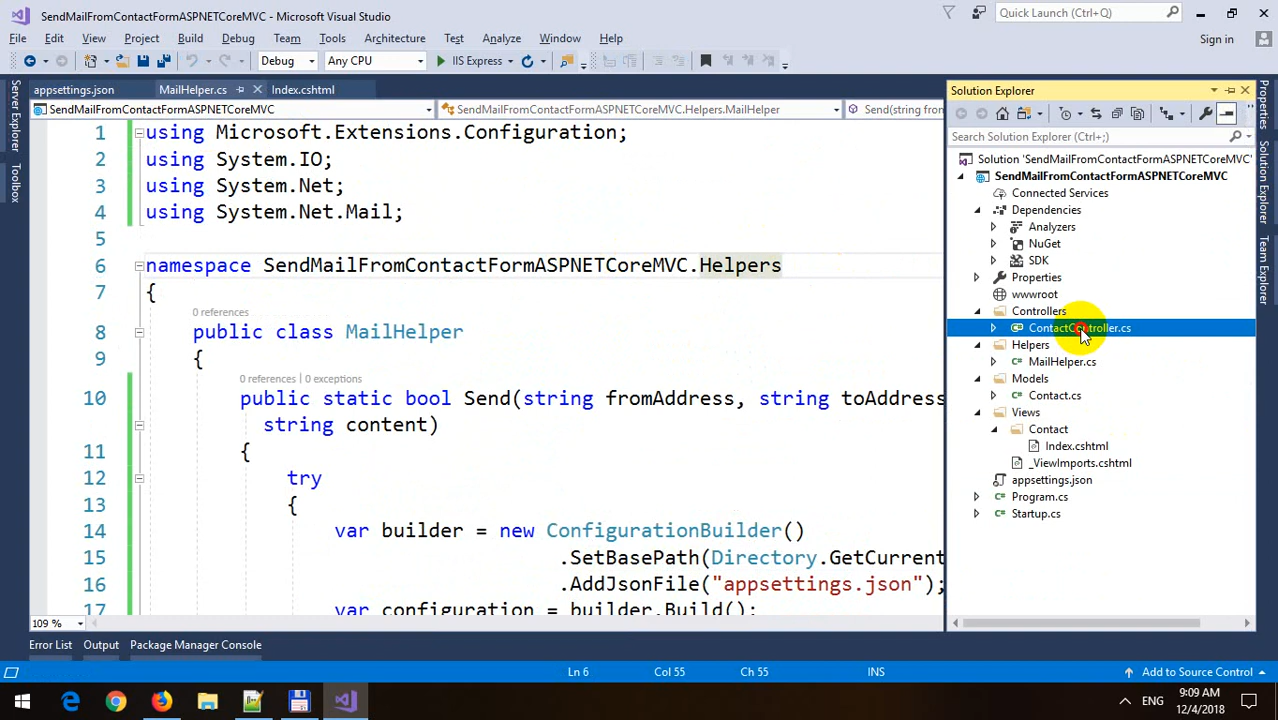 SendMailFromContactFormASPNETCoreMVC - Microsoft Visual Studio
Quick Launch (Ctrl+Q)
File Edit View Project Build Debug Team Tools Architecture Test Analyze Window Help
Sign in
Debug Any CPU IIS Express
appsettings.json MailHelper.cs Index.cshtml
SendMailFromContactFormASPNETCoreMVC SendMailFromContactFormASPNETCoreMVC.Helpers.MailHelper Send(string from
Server Explorer
Toolbox
1 using Microsoft.Extensions.Configuration;
2 using System.IO;
3 using System.Net;
4 using System.Net.Mail;
5
6 namespace SendMailFromContactFormASPNETCoreMVC.Helpers
7 {
0 references
8 public class MailHelper
9 {
0 references | 0 exceptions
10 public static bool Send(string fromAddress, string toAddress
string content)
11 {
12 try
13 {
14 var builder = new ConfigurationBuilder()
15 .SetBasePath(Directory.GetCurrent
16 .AddJsonFile("appsettings.json");
17 var configuration = builder.Build();
109 %
Solution Explorer
Search Solution Explorer (Ctrl+;)
Solution 'SendMailFromContactFormASPNETCoreMVC'
SendMailFromContactFormASPNETCoreMVC
Connected Services
Dependencies
Analyzers
NuGet
SDK
Properties
wwwroot
Controllers
ContactController.cs
Helpers
MailHelper.cs
Models
Contact.cs
Views
Contact
Index.cshtml
_ViewImports.cshtml
appsettings.json
Program.cs
Startup.cs
Properties
Solution Explorer
Team Explorer
Error List Output Package Manager Console
Ln 6 Col 55 Ch 55 INS Add to Source Control
ENG
9:09 AM
12/4/2018